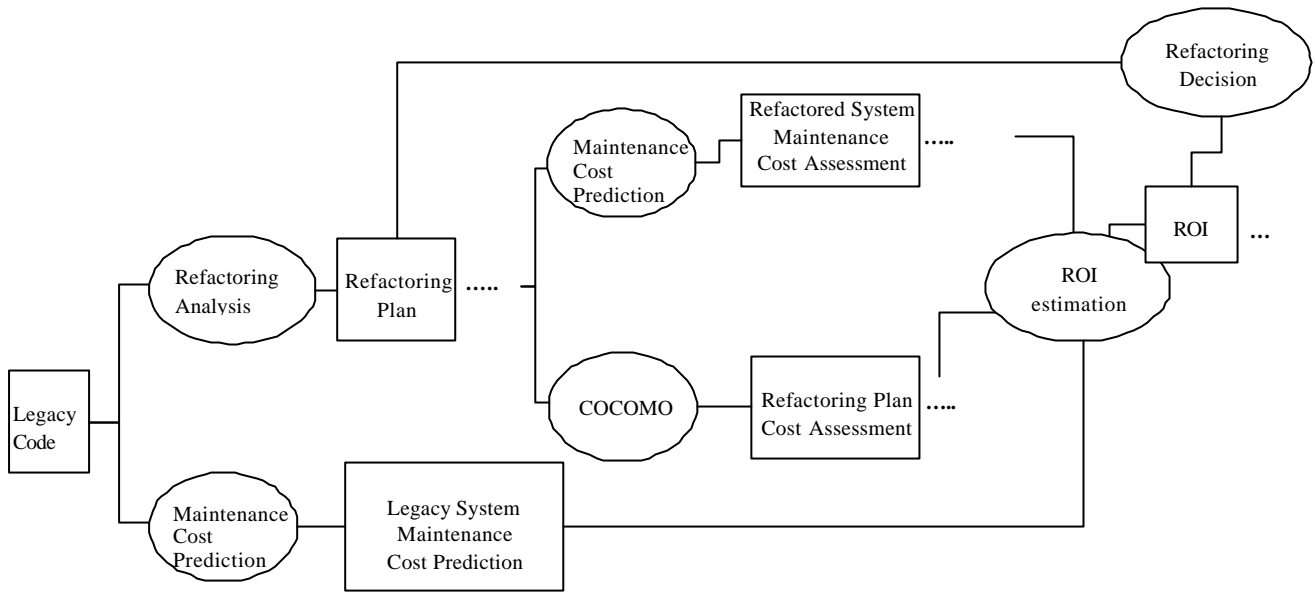 Refactoring
Decision
Refactored System
Maintenance
Cost Assessment
.....
Maintenance
Cost
Prediction
ROI
...
Refactoring
Analysis
Refactoring
Plan
.....
ROI
estimation
Legacy
Code
COCOMO
Refactoring Plan
Cost Assessment
.....
Maintenance
Cost
Prediction
Legacy System
Maintenance
Cost Prediction